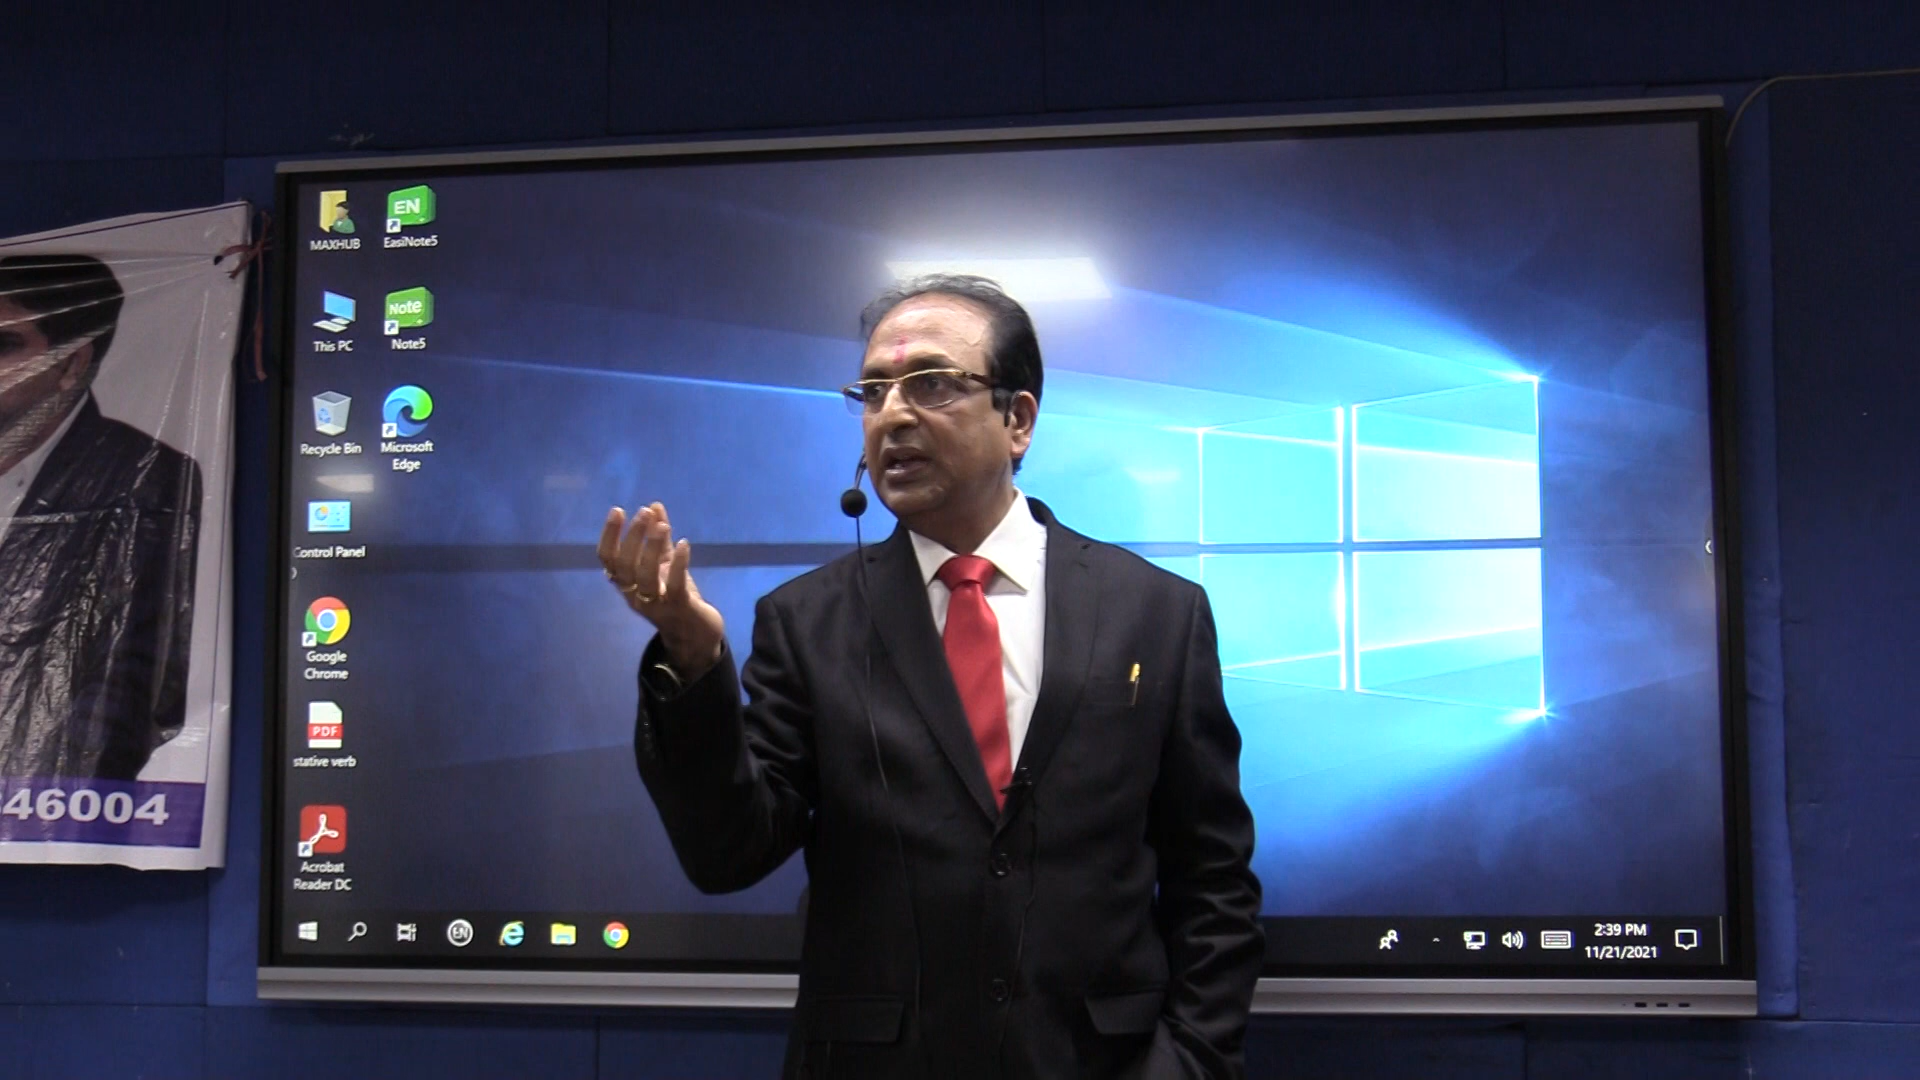 MAXHUB
EN
EasiNote5
This PC
Note
Note5
Recycle Bin
Microsoft
Edge
Control Panel
Google
Chrome
PDF
stative verb
Acrobat
Reader DC
46004
EN
2:39 PM
11/21/2021